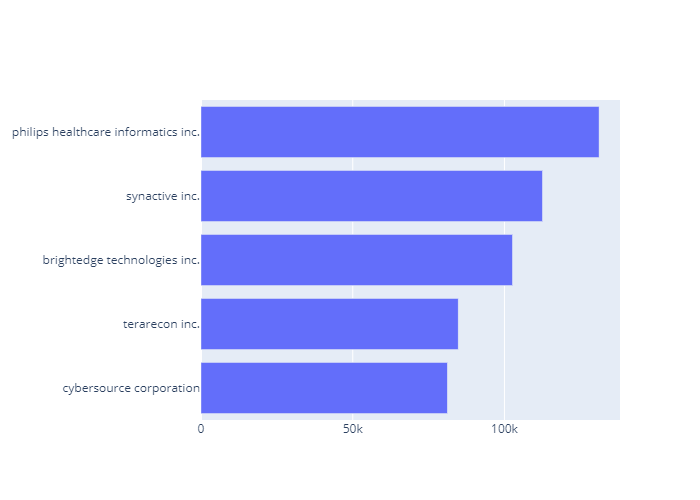 philips healthcare informatics inc.
synactive inc.
brightedge technologies inc.
terarecon inc.
cybersource corporation
0 50k 100k